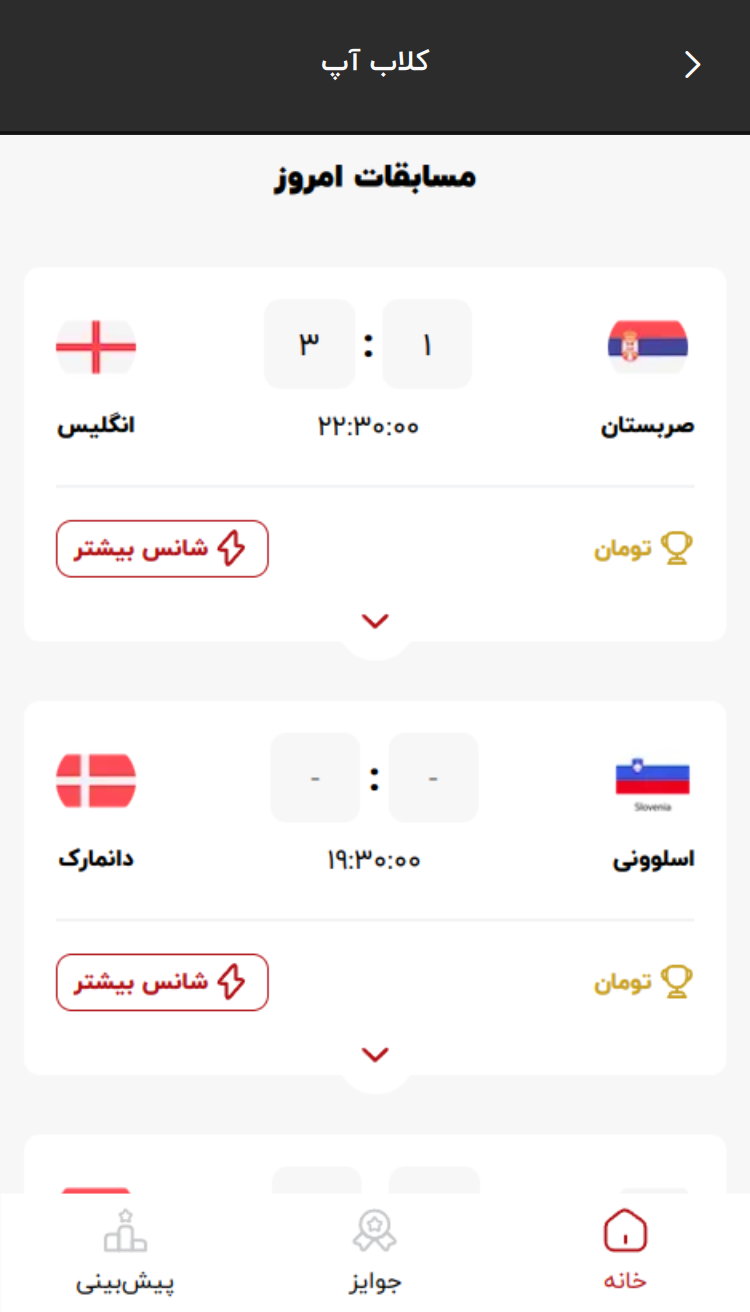 کلاب آپ
مسابقات امروز
۱ : ۳
صربستان ۲۲:۳۰:۰۰ انگلیس
تومان شانس بیشتر
- : -
Slovenia
اسلوونی ۱۹:۳۰:۰۰ دانمارک
تومان شانس بیشتر
خانه جوایز پیش‌بینی